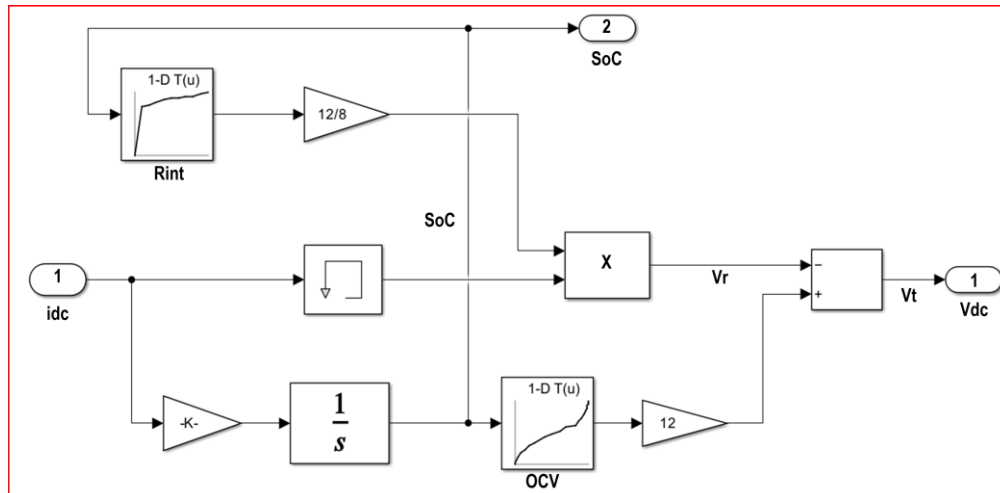 2
SoC
1-D T(u)
12/8
Rint
SoC
1
idc
X
Vr
−
+
Vt
1
Vdc
-K-
1
s
1-D T(u)
12
OCV